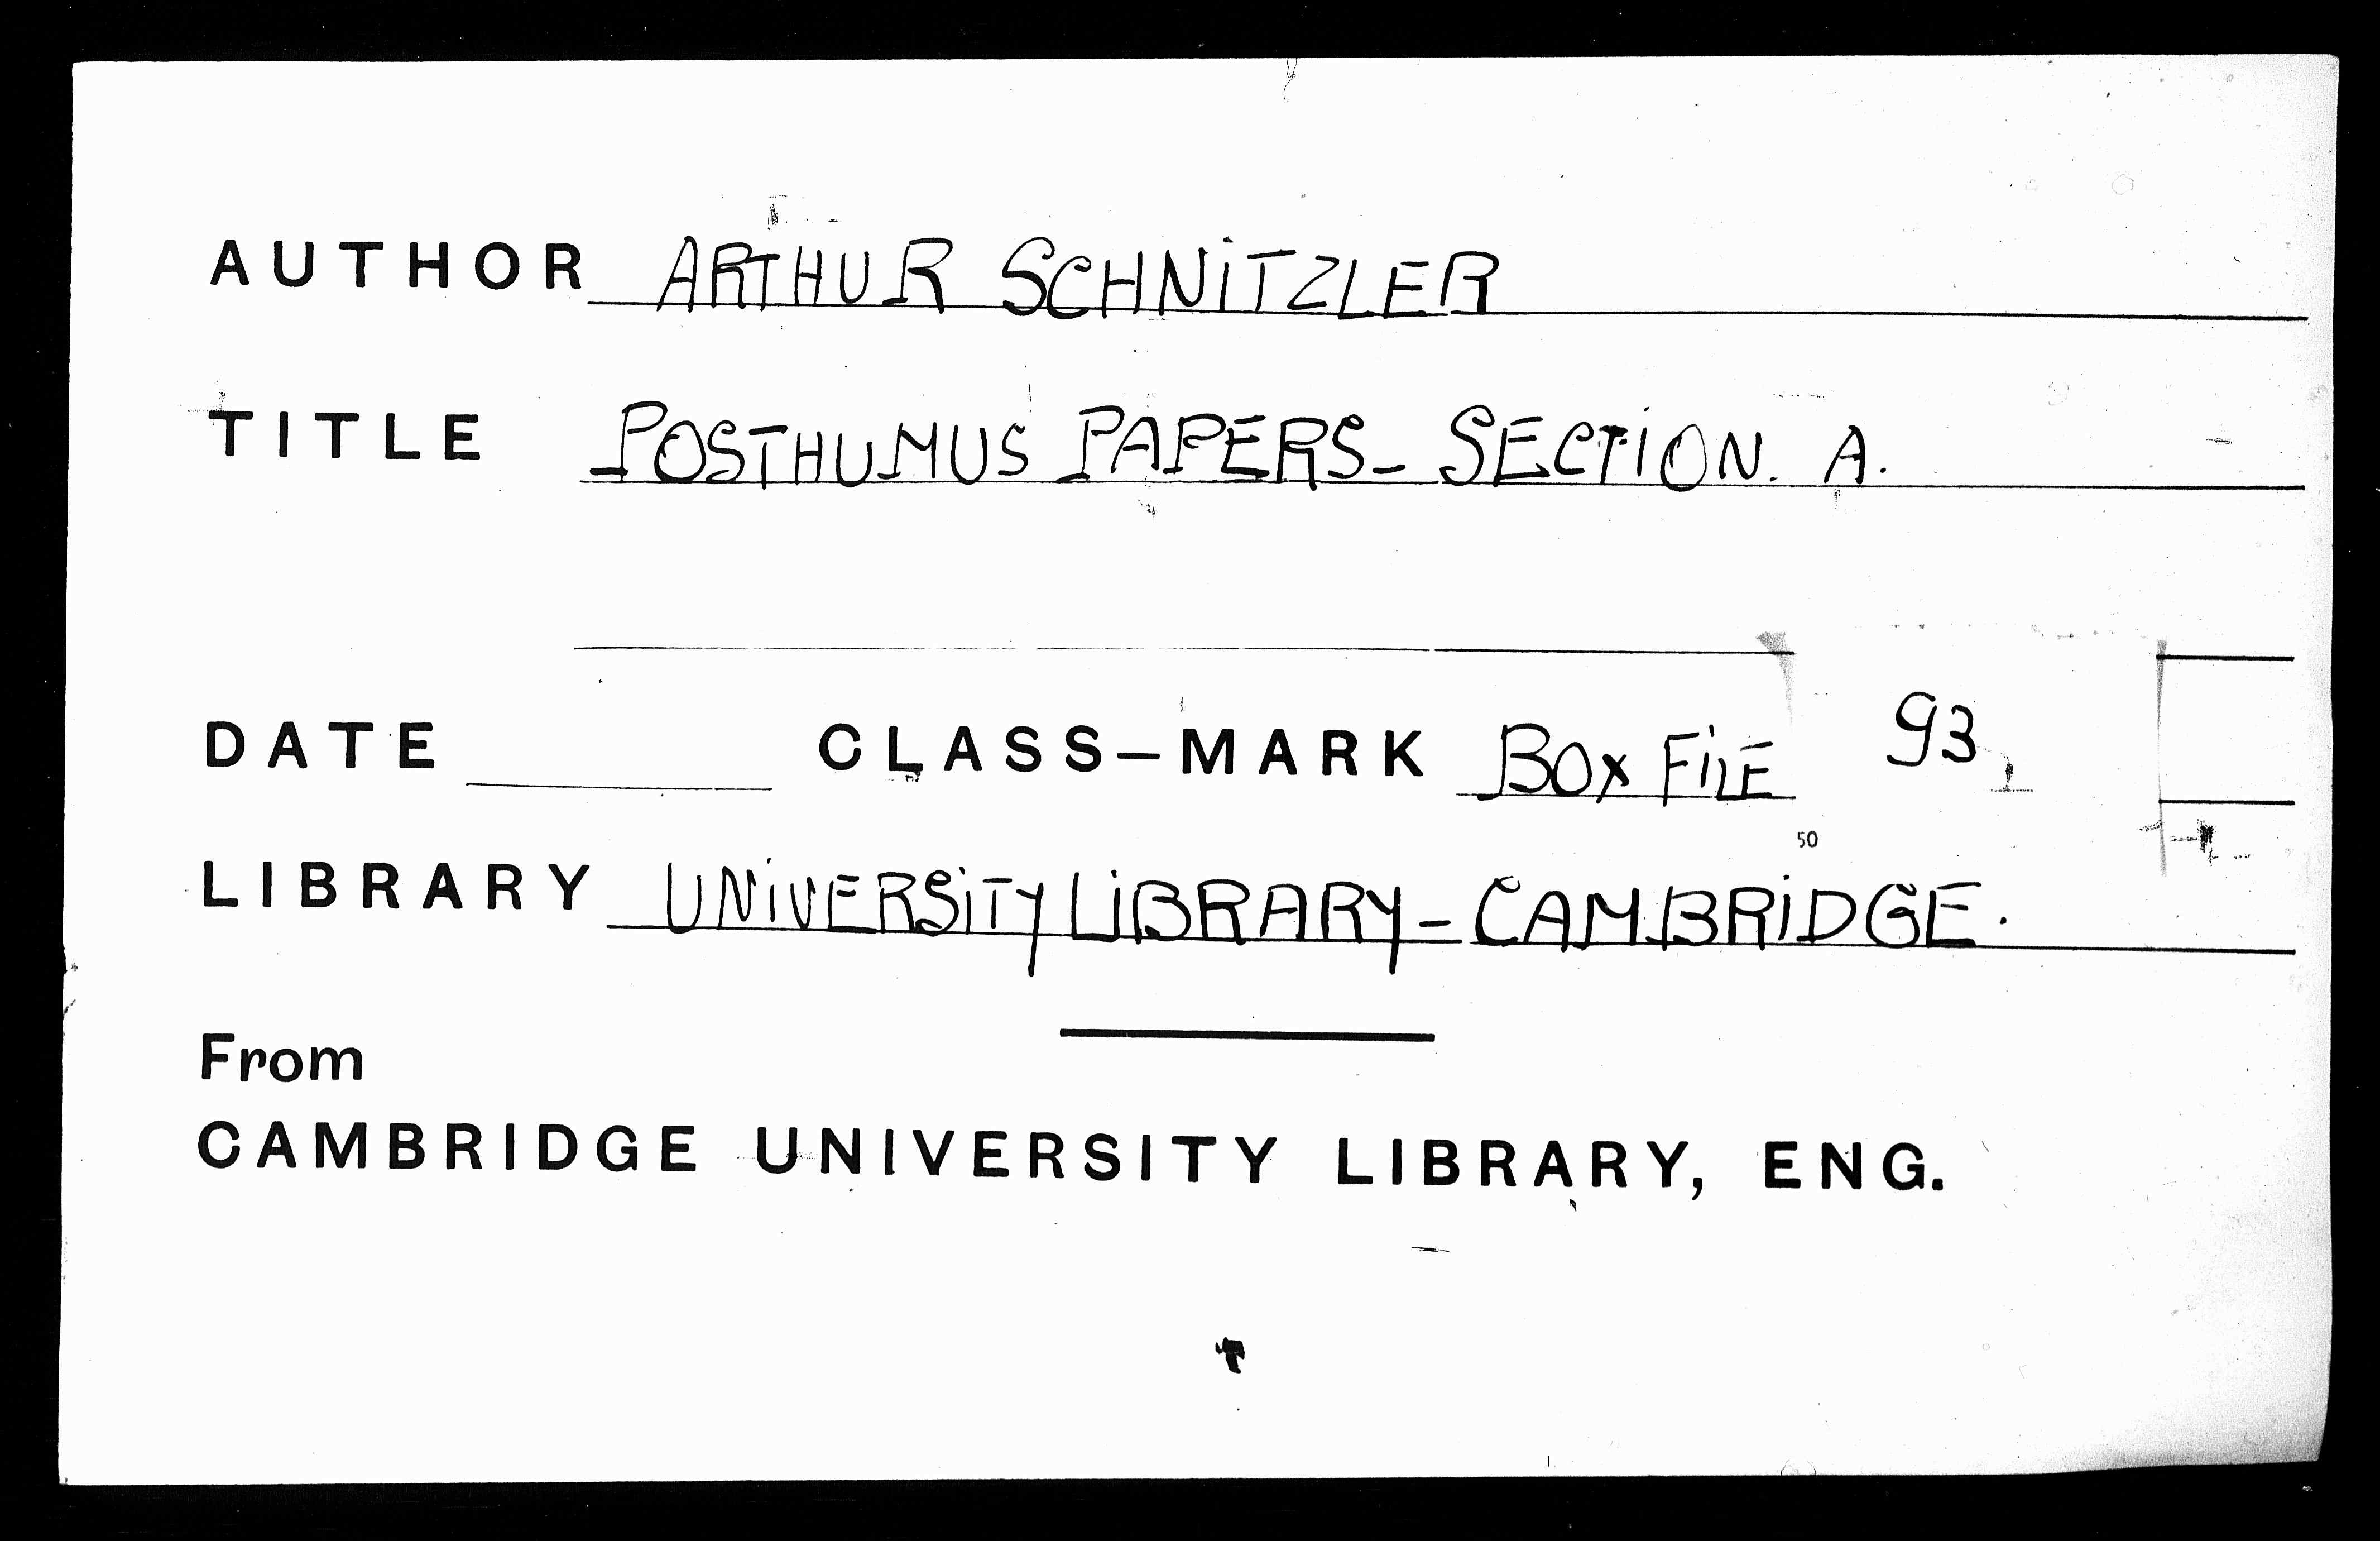 AUTHOR ARTHUR SCHNiTZLER
TITLE POSTHUMUS PAPERS- SECTION. A.
DATE CLASS-MARK BOX FiLE 93,
50
LIBRARY UNiVERSiTY LiBRARY - CAMBRiDGE.
From
CAMBRIDGE UNIVERSITY LIBRARY, ENG.